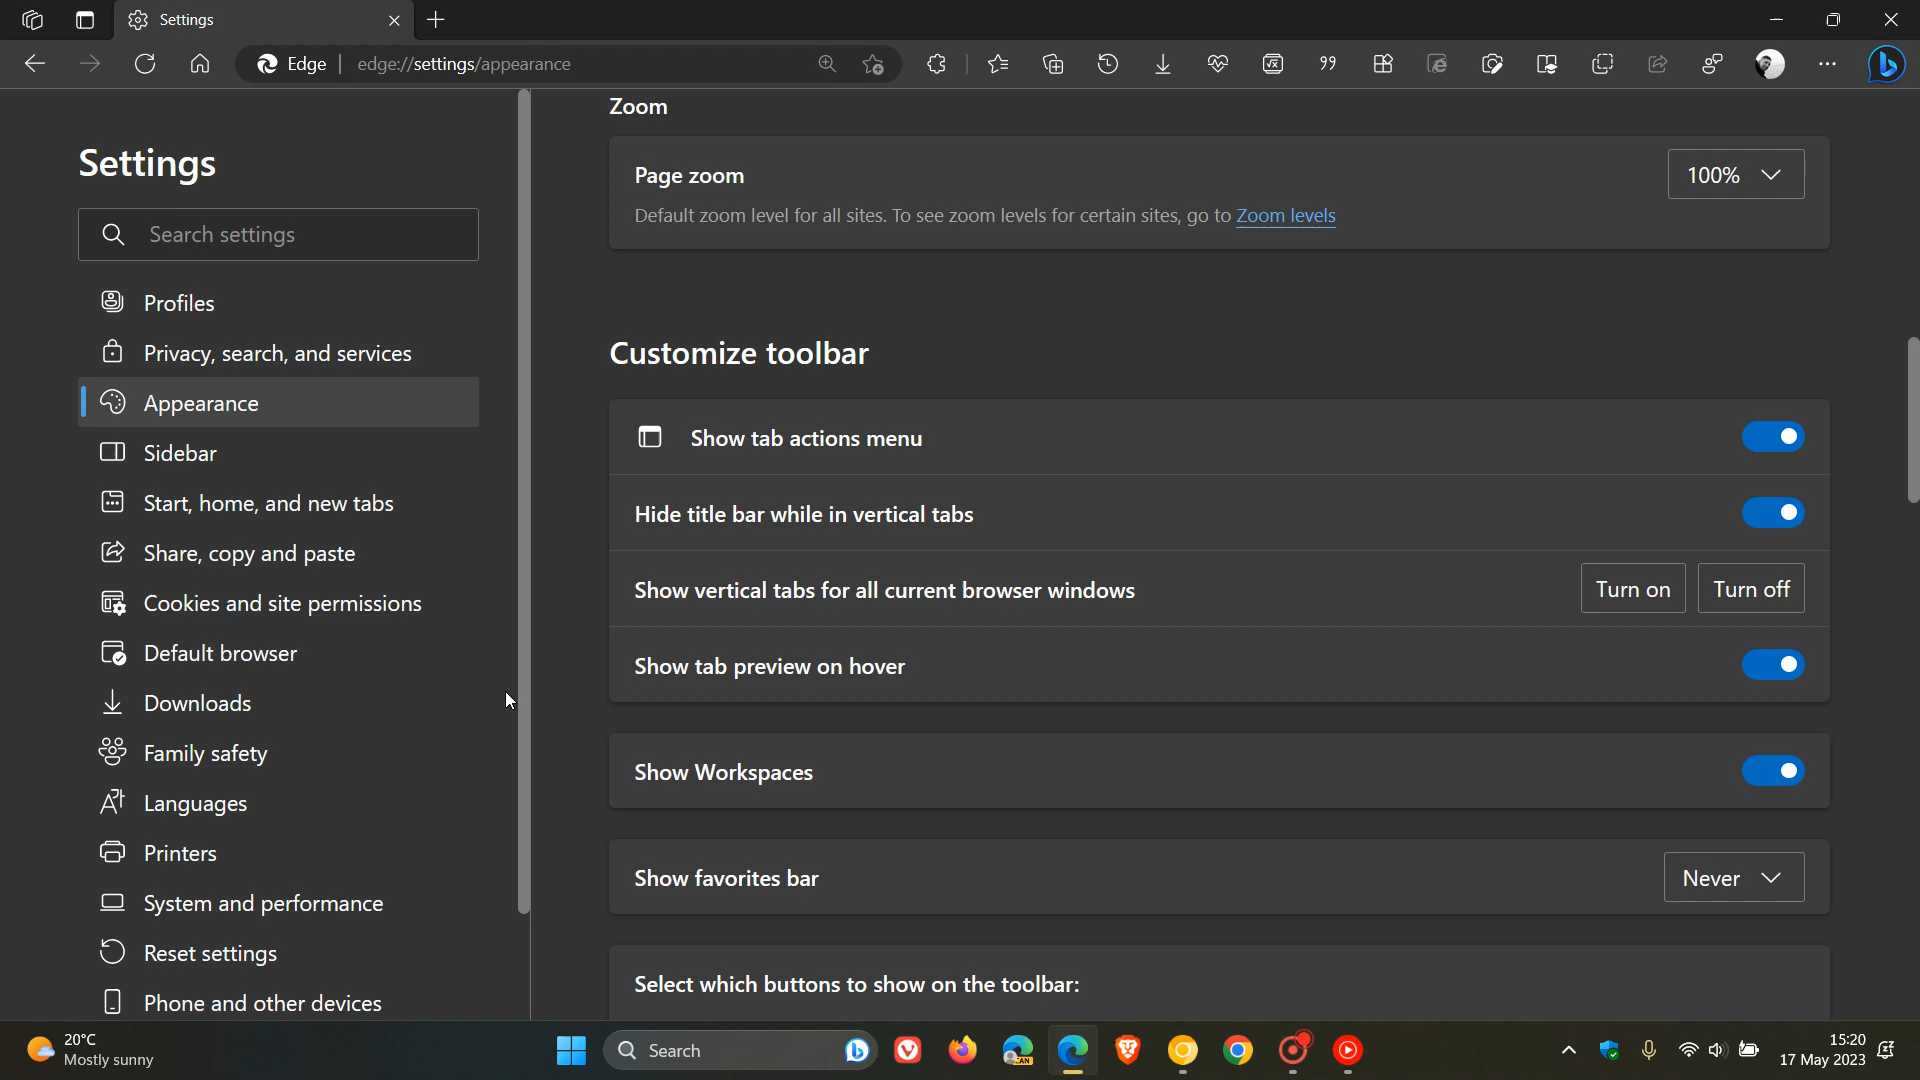 Settings
Edge
edge://settings/appearance
Settings
Search settings
Profiles
Privacy, search, and services
Appearance
Sidebar
Start, home, and new tabs
Share, copy and paste
Cookies and site permissions
Default browser
Downloads
Family safety
Languages
Printers
System and performance
Reset settings
Phone and other devices
Zoom
Page zoom
100%
Default zoom level for all sites. To see zoom levels for certain sites, go to Zoom levels
Customize toolbar
Show tab actions menu
Hide title bar while in vertical tabs
Show vertical tabs for all current browser windows
Turn on
Turn off
Show tab preview on hover
Show Workspaces
Show favorites bar
Never
Select which buttons to show on the toolbar:
20°C
Mostly sunny
Search
CAN
15:20
17 May 2023